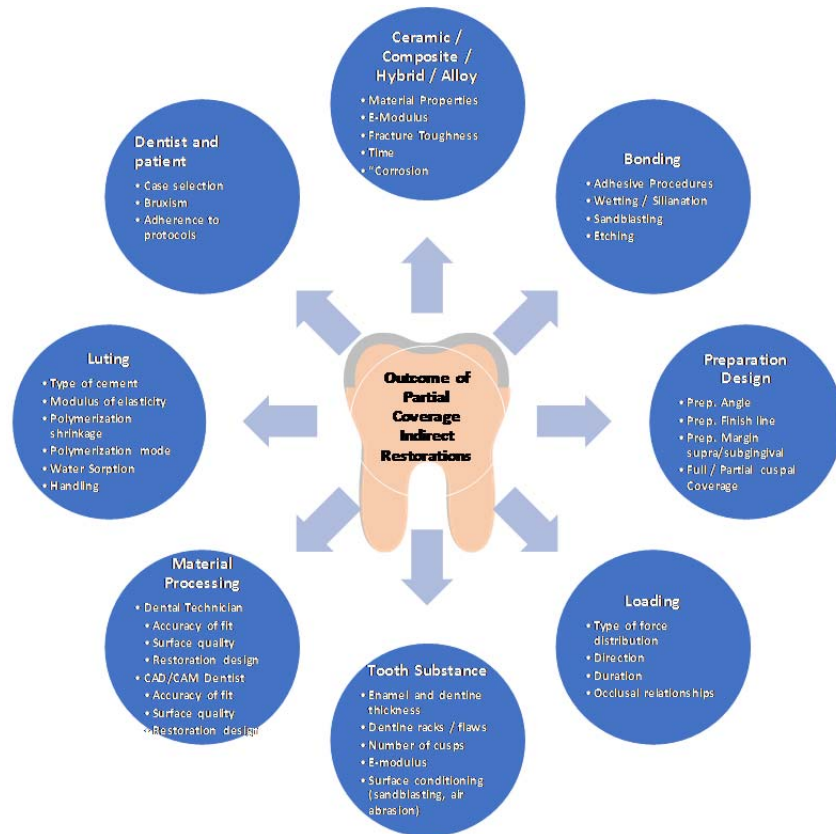 Ceramic /
Composite /
Hybrid / Alloy
• Material Properties
• E-Modulus
• Fracture Toughness
• Time
• "Corrosion
Bonding
• Adhesive Procedures
• Wetting / Silianation
• Sandblasting
• Etching
Preparation
Design
• Prep. Angle
• Prep. Finish line
• Prep. Margin
supra/subgingival
• Full / Partial cuspal
Coverage
Loading
• Type of force
distribution
• Direction
• Duration
• Occlusal relationships
Tooth Substance
• Enamel and dentine
thickness
• Dentine racks / flaws
• Number of cusps
• E-modulus
• Surface conditioning
(sandblasting, air
abrasion)
Material
Processing
• Dental Technician
• Accuracy of fit
• Surface quality
• Restoration design
• CAD/CAM Dentist
• Accuracy of fit
• Surface quality
• Restoration design
Luting
• Type of cement
• Modulus of elasticity
• Polymerization
shrinkage
• Polymerization mode
• Water Sorption
• Handling
Dentist and
patient
• Case selection
• Bruxism
• Adherence to
protocols
Outcome of
Partial
Coverage
Indirect
Restorations